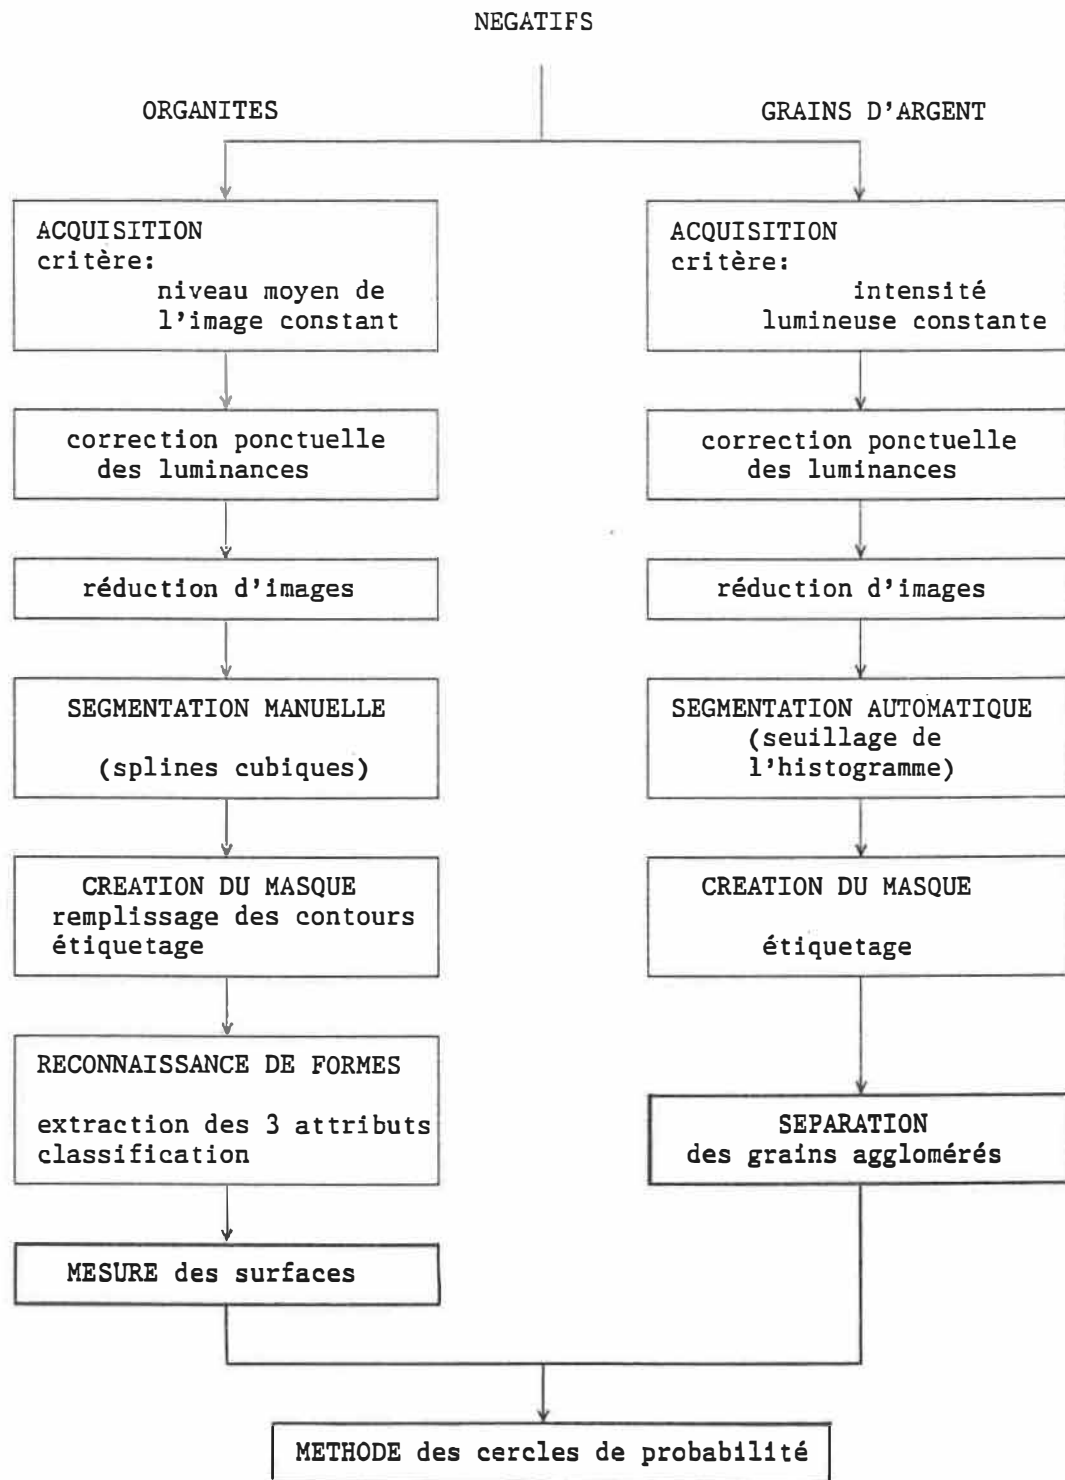 NEGATIFS
ORGANITES
GRAINS D'ARGENT
ACQUISITION
critère:
niveau moyen de
l'image constant
correction ponctuelle
des luminances
réduction d'images
SEGMENTATION MANUELLE
(splines cubiques)
CREATION DU MASQUE
remplissage des contours
étiquetage
RECONNAISSANCE DE FORMES
extraction des 3 attributs
classification
MESURE des surfaces
ACQUISITION
critère:
intensité
lumineuse constante
correction ponctuelle
des luminances
réduction d'images
SEGMENTATION AUTOMATIQUE
(seuillage de
l'histogramme)
CREATION DU MASQUE
étiquetage
SEPARATION
des grains agglomérés
METHODE des cercles de probabilité